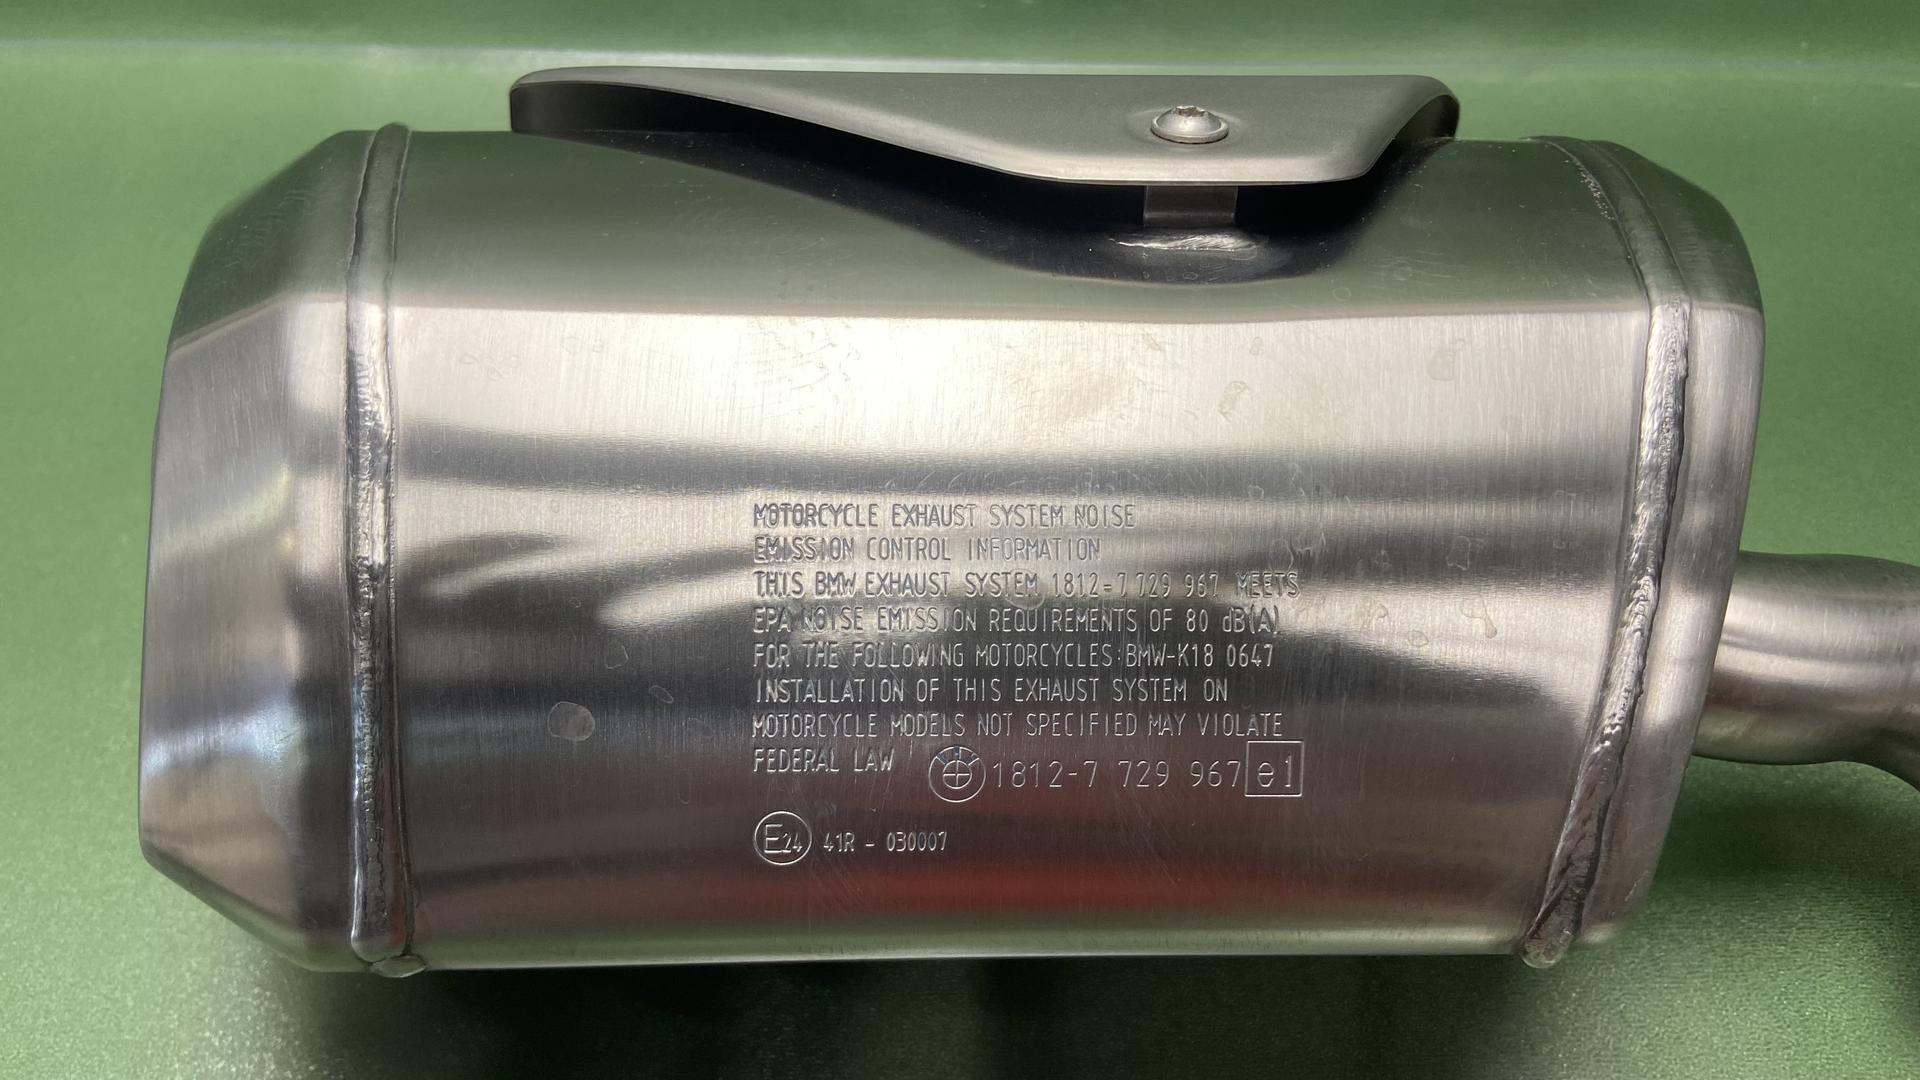 MOTORCYCLE EXHAUST SYSTEM NOISE
EMISSION CONTROL INFORMATION
THIS BMW EXHAUST SYSTEM 1812-7 729 967 MEETS
EPA NOISE EMISSION REQUIREMENTS OF 80 dB(A)
FOR THE FOLLOWING MOTORCYCLES:BMW-K18 0647
INSTALLATION OF THIS EXHAUST SYSTEM ON
MOTORCYCLE MODELS NOT SPECIFIED MAY VIOLATE
FEDERAL LAW
1812-7 729 967 e1
E24 41R - 030007